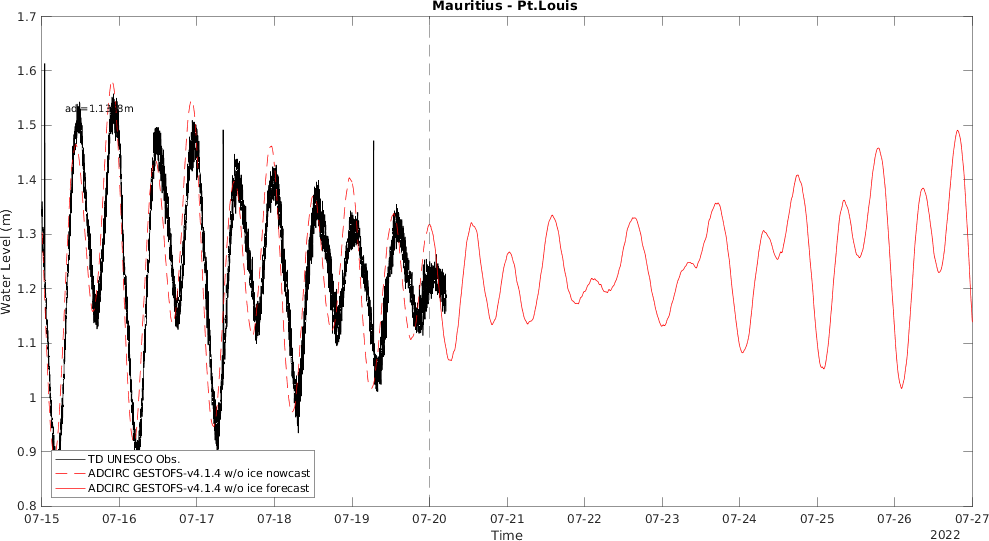 Mauritius - Pt.Louis
1.7
1.6
1.5
1.4
1.3
1.2
1.1
1
0.9
0.8
Water Level (m)
TD UNESCO Obs.
ADCIRC GESTOFS-v4.1.4 w/o ice nowcast
ADCIRC GESTOFS-v4.1.4 w/o ice forecast
07-15 07-16 07-17 07-18 07-19 07-20 07-21 07-22 07-23 07-24 07-25 07-26 07-27
Time
2022